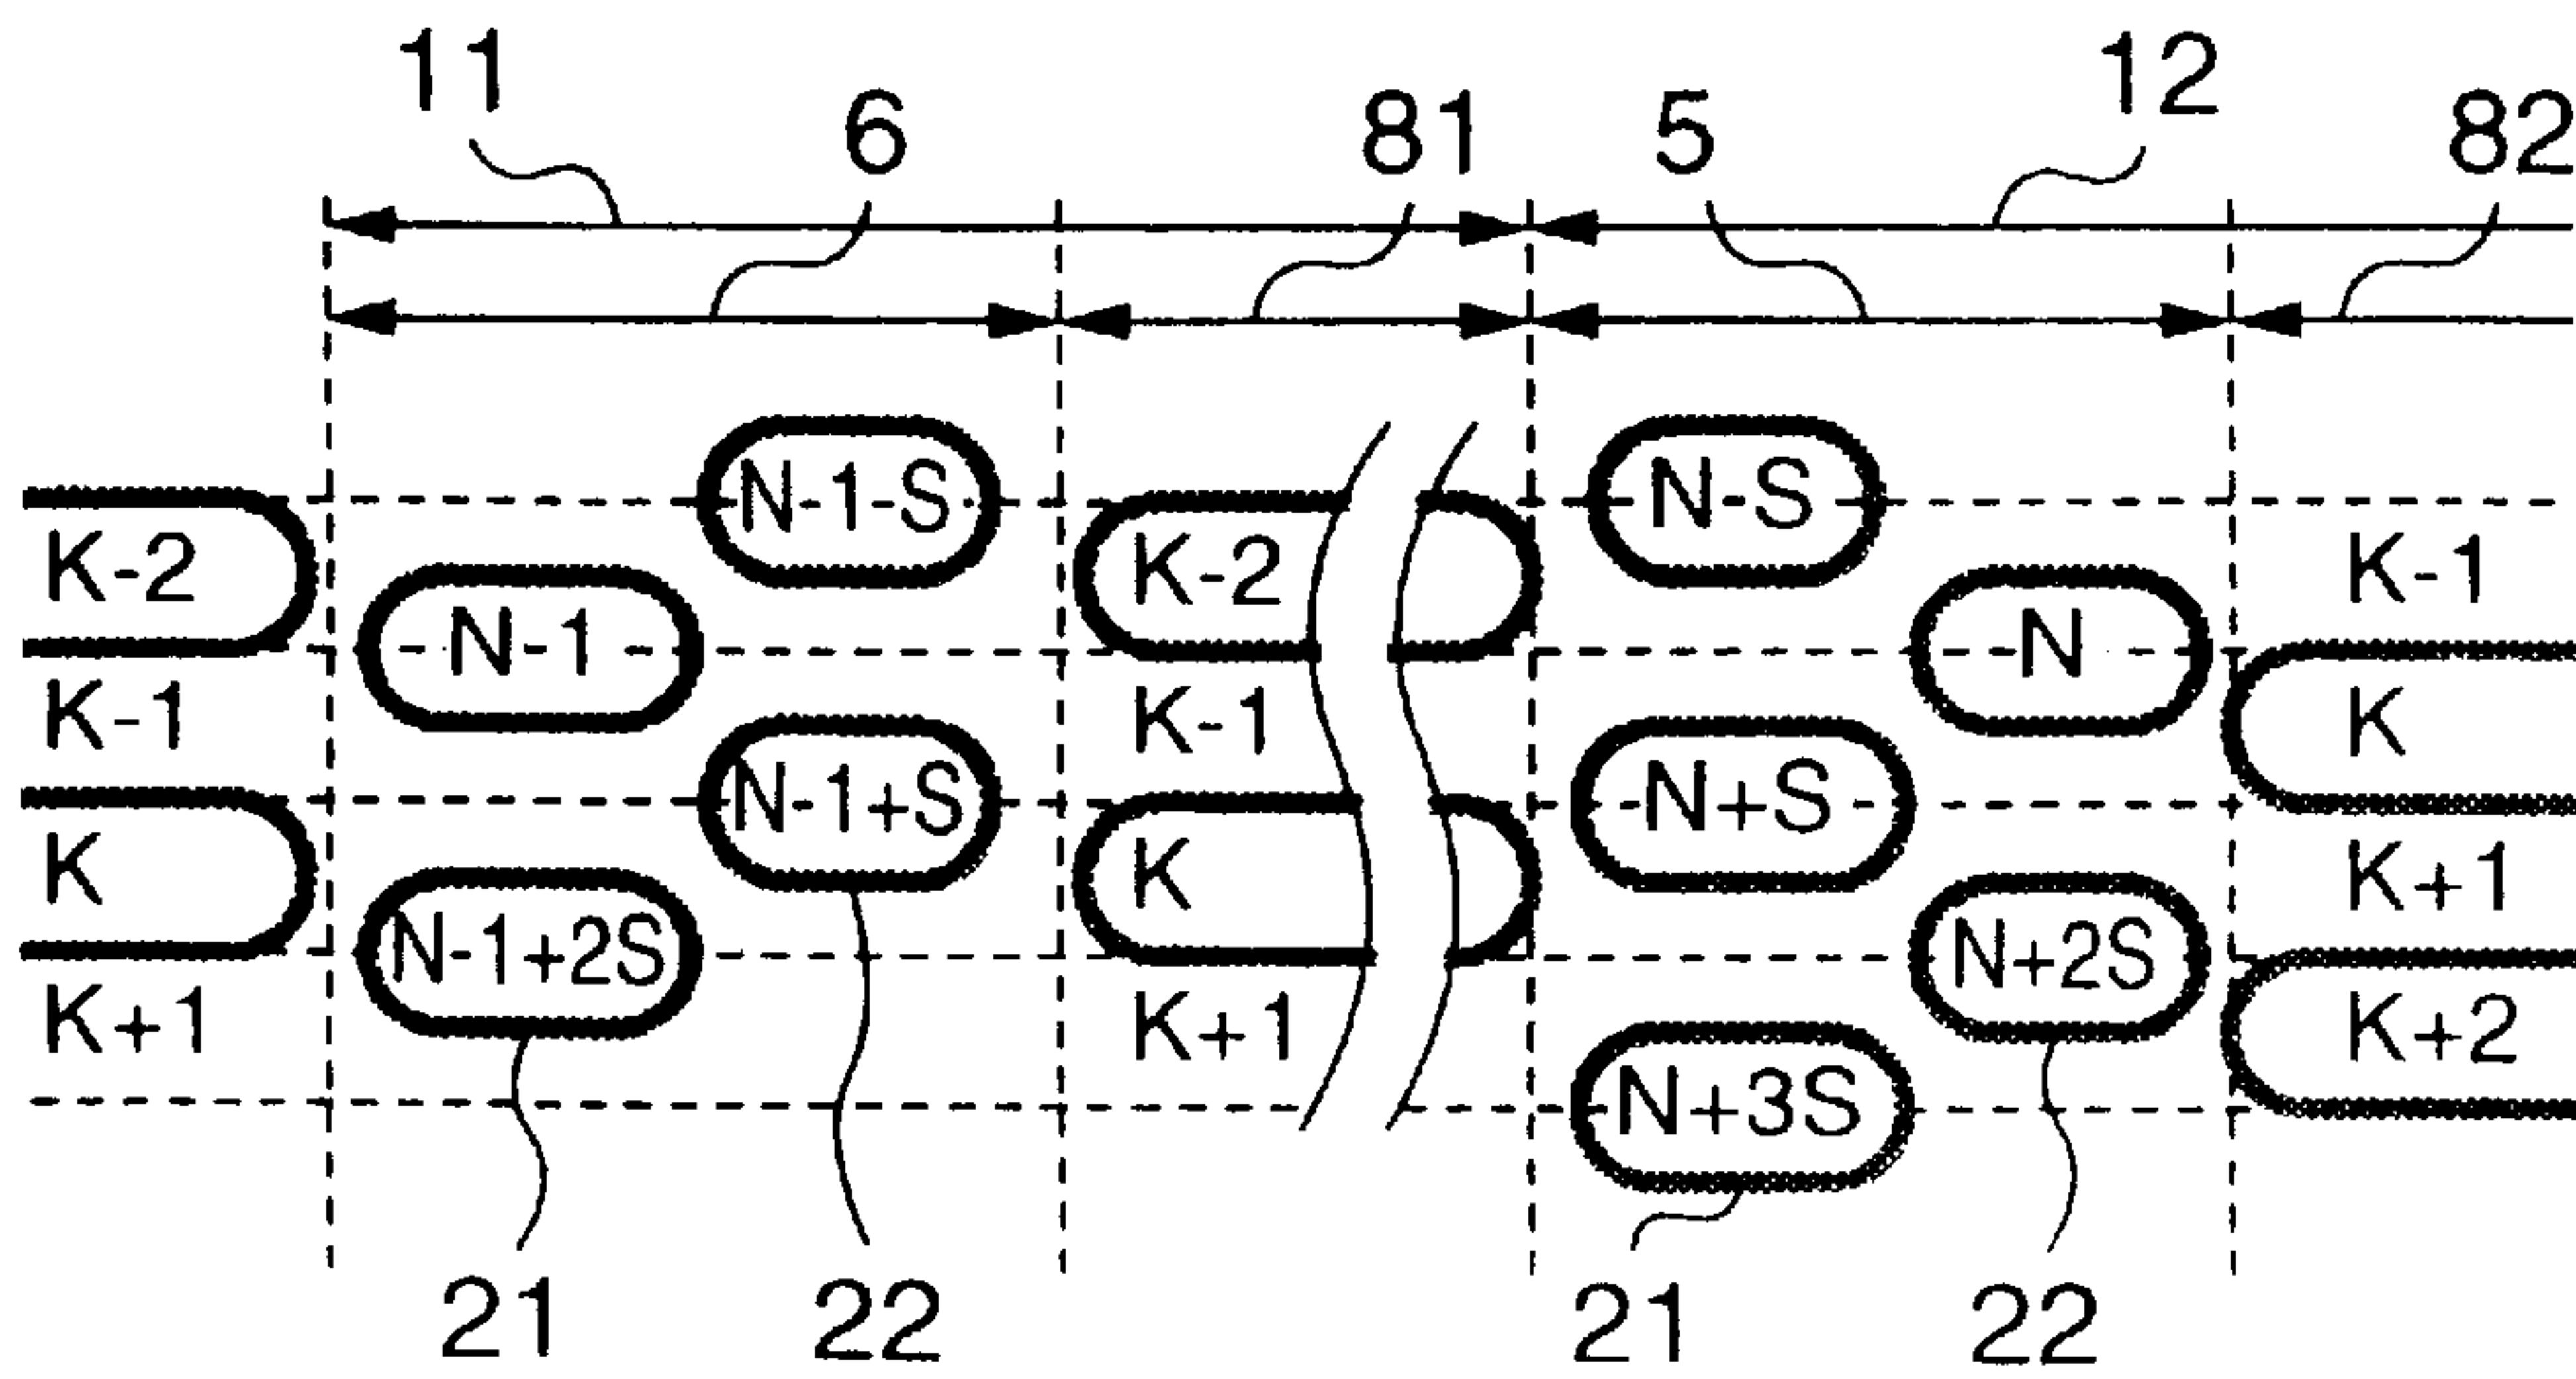 11 12
6 81 5 82
N-1-S N-S
K-2 K-2 K-1
N-1 N
K-1 K-1 K
N-1+S N+S
K K K+1
N-1+2S N+2S
K+1 K+1 K+2
N+3S
21 22 21 22